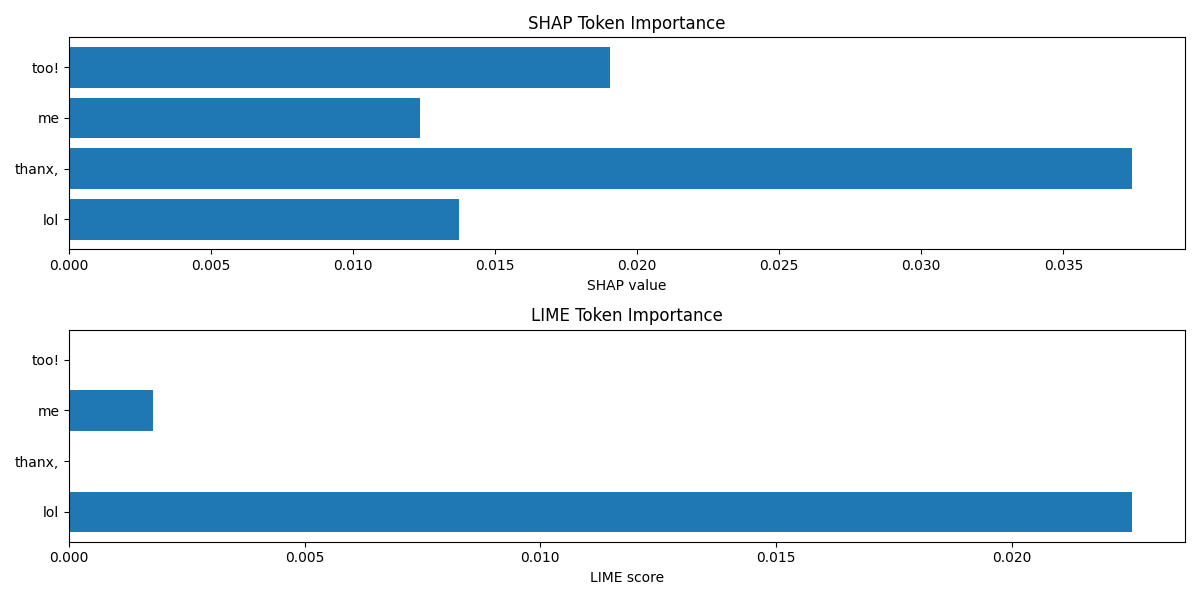 SHAP Token Importance
too!
me
thanx,
lol
0.000 0.005 0.010 0.015 0.020 0.025 0.030 0.035
SHAP value
LIME Token Importance
too!
me
thanx,
lol
0.000 0.005 0.010 0.015 0.020
LIME score